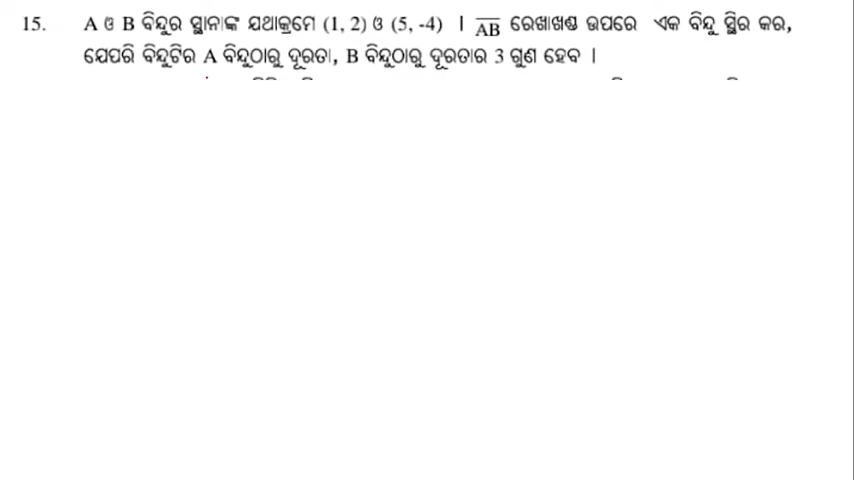 15. A ଓ B ବିନ୍ଦୁର ସ୍ଥାନାଙ୍କ ଯଥାକ୍ରମେ (1, 2) ଓ (5, -4) । AB ରେଖାଖଣ୍ଡ ଉପରେ ଏକ ବିନ୍ଦୁ ସ୍ଥିର କର,
ଯେପରି ବିନ୍ଦୁଟିର A ବିନ୍ଦୁଠାରୁ ଦୂରତା, B ବିନ୍ଦୁଠାରୁ ଦୂରତାର 3 ଗୁଣ ହେବ ।